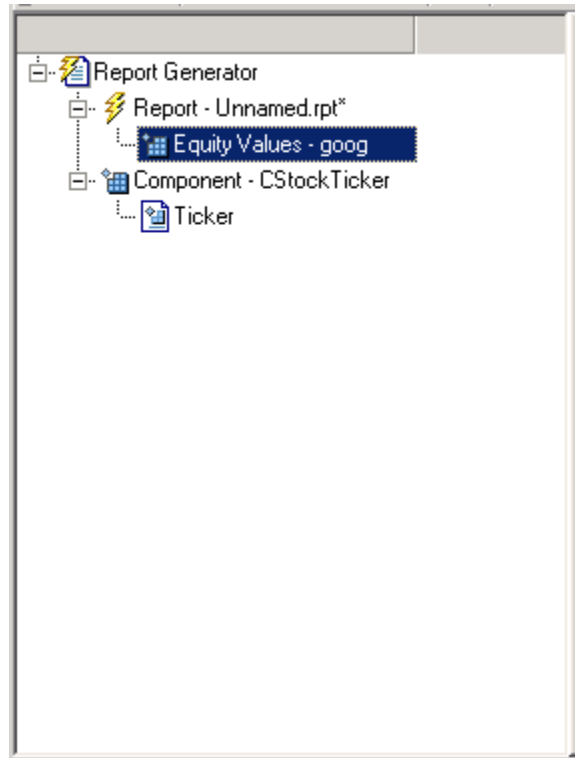 Report Generator
Report - Unnamed.rpt*
Equity Values - goog
Component - CStockTicker
Ticker